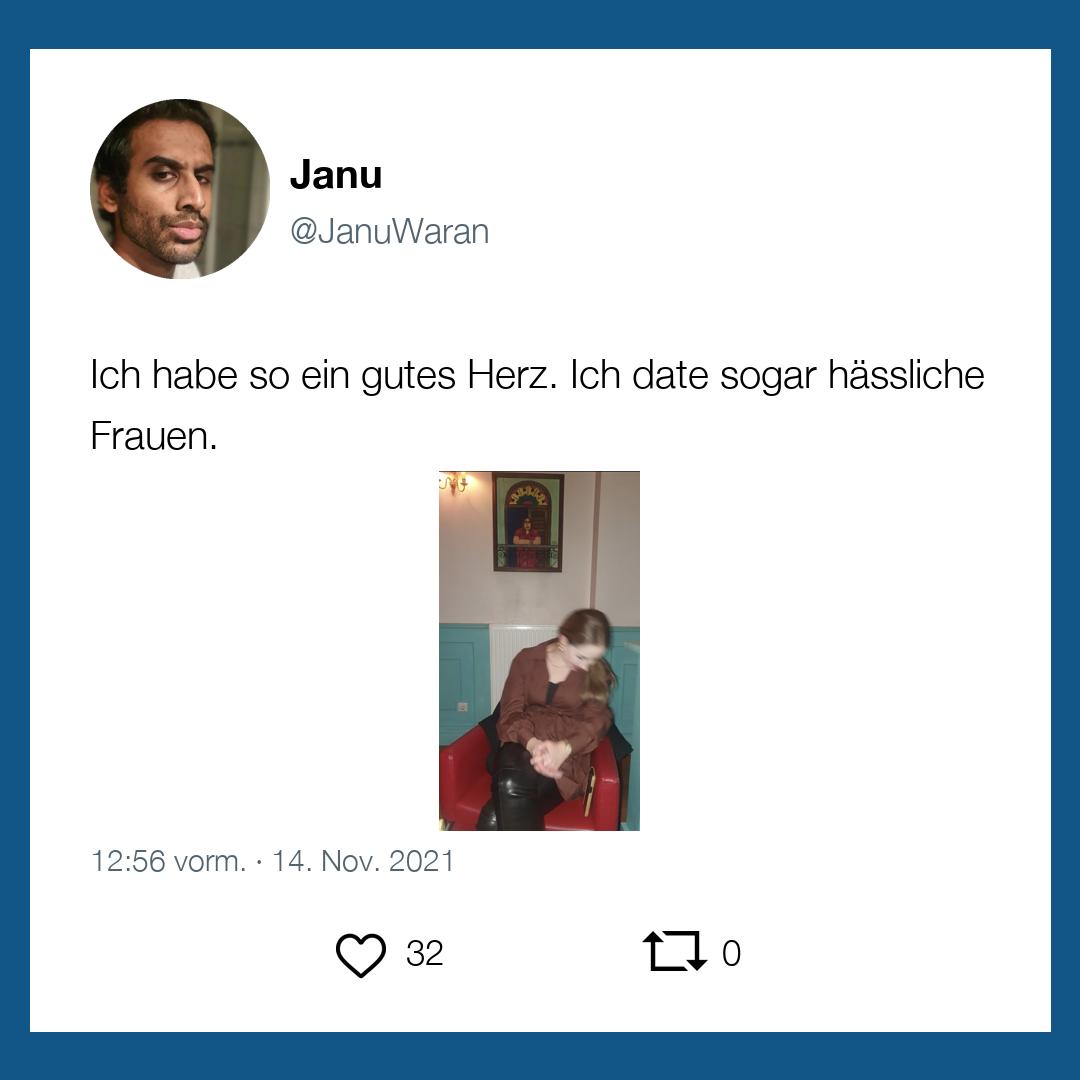 Janu
@JanuWaran
Ich habe so ein gutes Herz. Ich date sogar hässliche
Frauen.
12:56 vorm. · 14. Nov. 2021
32
0